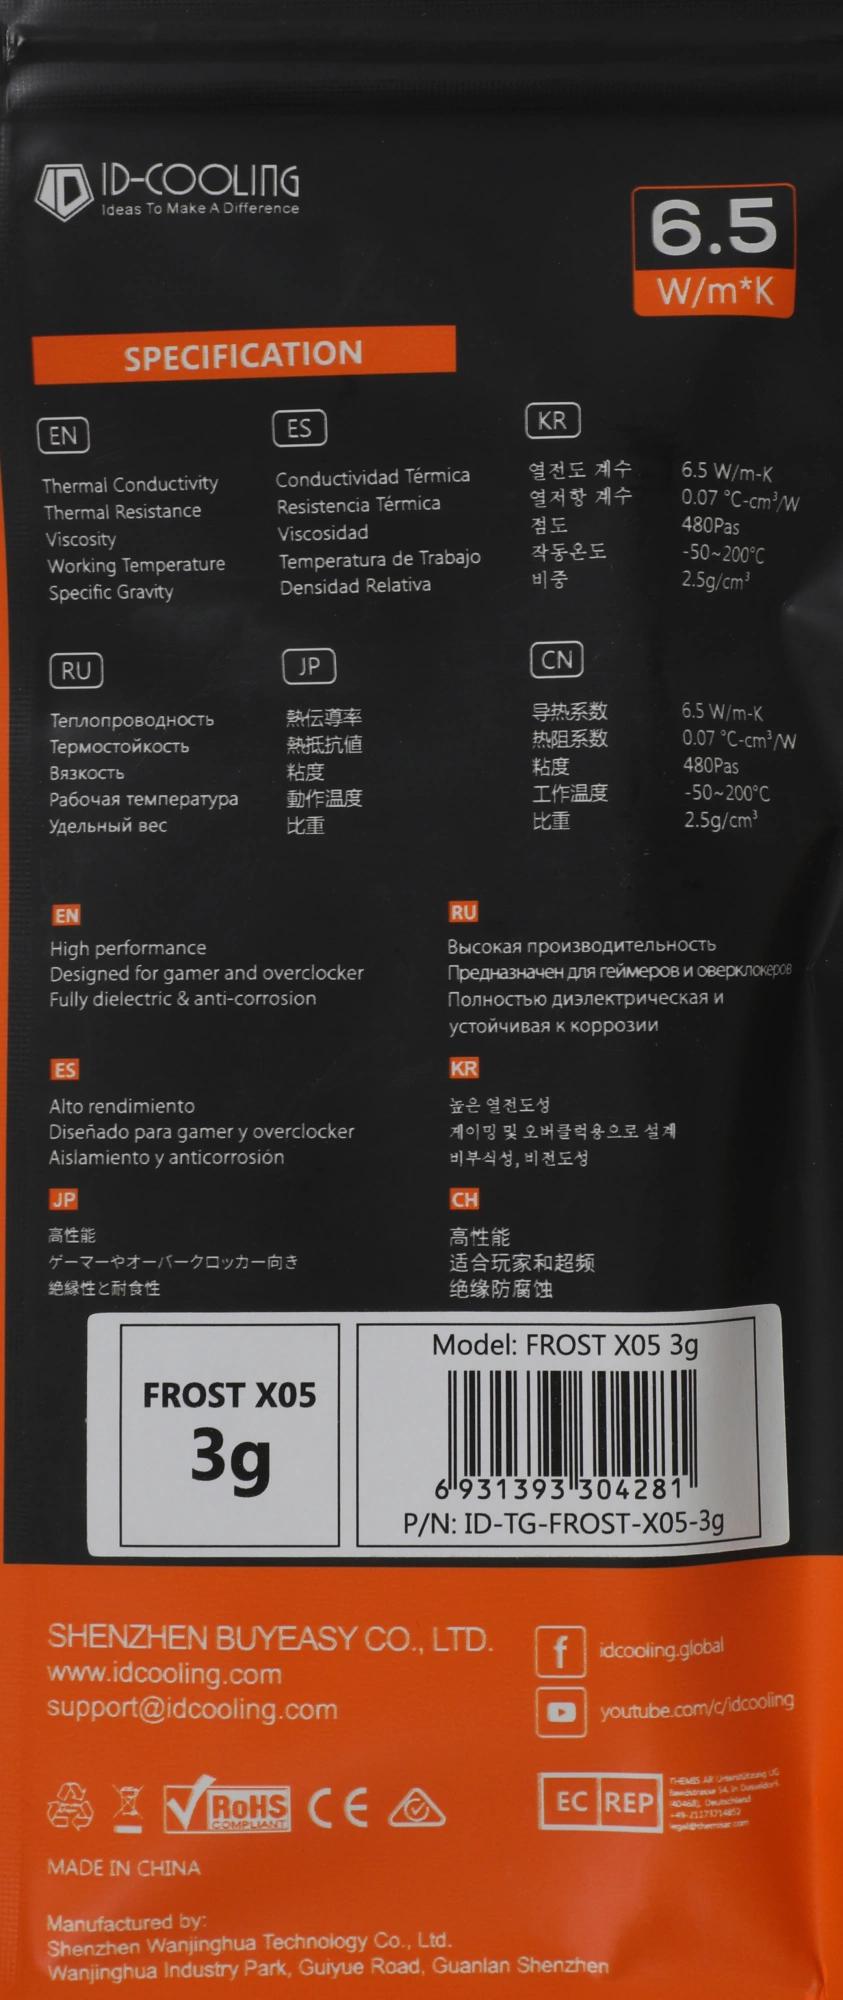 ID-COOLING
Ideas To Make A Difference
6.5
W/m*K
SPECIFICATION
EN
Thermal Conductivity
Thermal Resistance
Viscosity
Working Temperature
Specific Gravity
ES
Conductividad Térmica
Resistencia Térmica
Viscosidad
Temperatura de Trabajo
Densidad Relativa
KR
열전도 계수 6.5 W/m-K
열저항 계수 0.07 °C-cm³/W
점도 480Pas
작동온도 -50~200°C
비중 2.5g/cm³
RU
Теплопроводность
Термостойкость
Вязкость
Рабочая температура
Удельный вес
JP
熱伝導率
熱抵抗値
粘度
動作温度
比重
CN
导热系数 6.5 W/m-K
热阻系数 0.07 °C-cm³/W
粘度 480Pas
工作温度 -50~200°C
比重 2.5g/cm³
EN
High performance
Designed for gamer and overclocker
Fully dielectric & anti-corrosion
RU
Высокая производительность
Предназначен для геймеров и оверклокеров
Полностью диэлектрическая и
устойчивая к коррозии
ES
Alto rendimiento
Diseñado para gamer y overclocker
Aislamiento y anticorrosión
KR
높은 열전도성
게이밍 및 오버클럭용으로 설계
비부식성, 비전도성
JP
高性能
ゲーマーやオーバークロッカー向き
絶縁性と耐食性
CH
高性能
适合玩家和超频
绝缘防腐蚀
FROST X05
3g
Model: FROST X05 3g
6 931393 304281
P/N: ID-TG-FROST-X05-3g
SHENZHEN BUYEASY CO., LTD.
www.idcooling.com
support@idcooling.com
idcooling.global
youtube.com/c/idcooling
RoHS
COMPLIANT
CE
EC REP
THEMIS AR Unterstützung UG
MADE IN CHINA
Manufactured by:
Shenzhen Wanjinghua Technology Co., Ltd.
Wanjinghua Industry Park, Guiyue Road, Guanlan Shenzhen